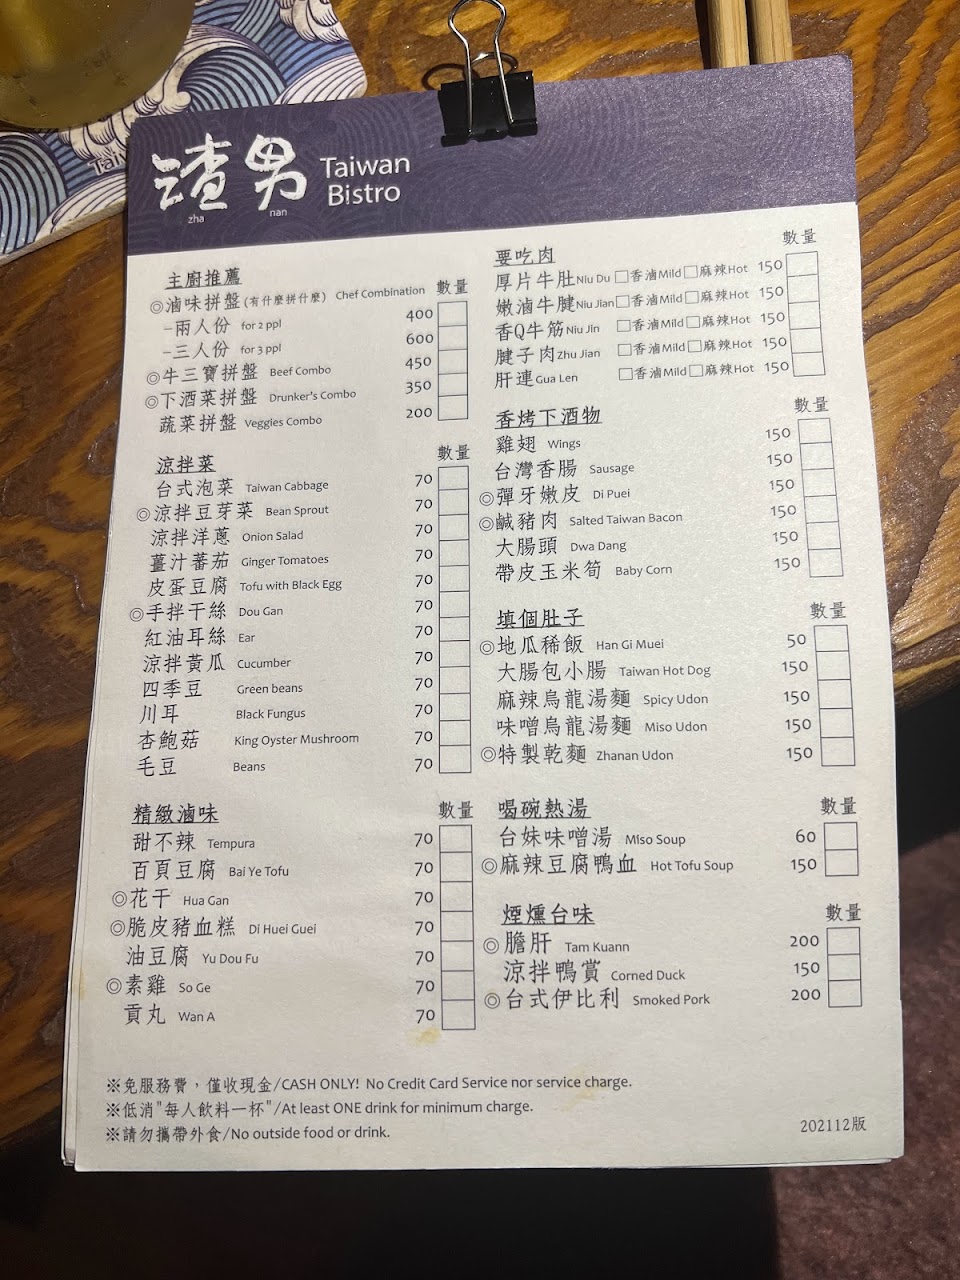 Tai
渣男 Taiwan
Bistro
zha nan
主廚推薦 數量
◎滷味拼盤(有什麼拼什麼) Chef Combination
-兩人份 for 2 ppl 400
-三人份 for 3 ppl 600
◎牛三寶拼盤 Beef Combo 450
◎下酒菜拼盤 Drunker's Combo 350
蔬菜拼盤 Veggies Combo 200
涼拌菜 數量
台式泡菜 Taiwan Cabbage 70
◎涼拌豆芽菜 Bean Sprout 70
涼拌洋蔥 Onion Salad 70
薑汁蕃茄 Ginger Tomatoes 70
皮蛋豆腐 Tofu with Black Egg 70
◎手拌干絲 Dou Gan 70
紅油耳絲 Ear 70
涼拌黃瓜 Cucumber 70
四季豆 Green beans 70
川耳 Black Fungus 70
杏鮑菇 King Oyster Mushroom 70
毛豆 Beans 70
精緻滷味 數量
甜不辣 Tempura 70
百頁豆腐 Bai Ye Tofu 70
◎花干 Hua Gan 70
◎脆皮豬血糕 Di Huei Guei 70
油豆腐 Yu Dou Fu 70
◎素雞 So Ge 70
貢丸 Wan A 70
要吃肉 數量
厚片牛肚 Niu Du □香滷Mild □麻辣Hot 150
嫩滷牛腱 Niu Jian □香滷Mild □麻辣Hot 150
香Q牛筋 Niu Jin □香滷Mild □麻辣Hot 150
腱子肉 Zhu Jian □香滷Mild □麻辣Hot 150
肝連 Gua Len □香滷Mild □麻辣Hot 150
香烤下酒物 數量
雞翅 Wings 150
台灣香腸 Sausage 150
◎彈牙嫩皮 Di Puei 150
◎鹹豬肉 Salted Taiwan Bacon 150
大腸頭 Dwa Dang 150
帶皮玉米筍 Baby Corn 150
填個肚子 數量
◎地瓜稀飯 Han Gi Muei 50
大腸包小腸 Taiwan Hot Dog 150
麻辣烏龍湯麵 Spicy Udon 150
味噌烏龍湯麵 Miso Udon 150
◎特製乾麵 Zhanan Udon 150
喝碗熱湯 數量
台妹味噌湯 Miso Soup 60
◎麻辣豆腐鴨血 Hot Tofu Soup 150
煙燻台味 數量
◎膽肝 Tam Kuann 200
涼拌鴨賞 Corned Duck 150
◎台式伊比利 Smoked Pork 200
※免服務費，僅收現金/CASH ONLY! No Credit Card Service nor service charge.
※低消"每人飲料一杯"/At least ONE drink for minimum charge.
※請勿攜帶外食/No outside food or drink.
202112版